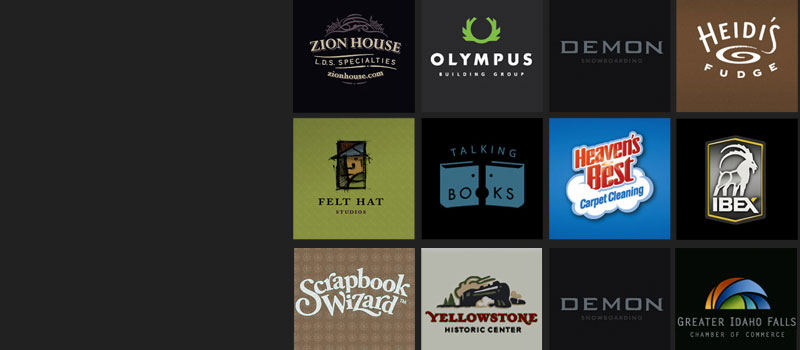 ZION HOUSE
L.D.S. SPECIALTIES
zionhouse.com
OLYMPUS
BUILDING GROUP
DEMON
SNOWBOARDING
HEIDI'S
FUDGE
FELT HAT
STUDIOS
TALKING
BOOKS
Heaven's
Best
Carpet Cleaning
IBEX
Scrapbook
Wizard™
YELLOWSTONE
HISTORIC CENTER
DEMON
SNOWBOARDING
GREATER IDAHO FALLS
CHAMBER OF COMMERCE